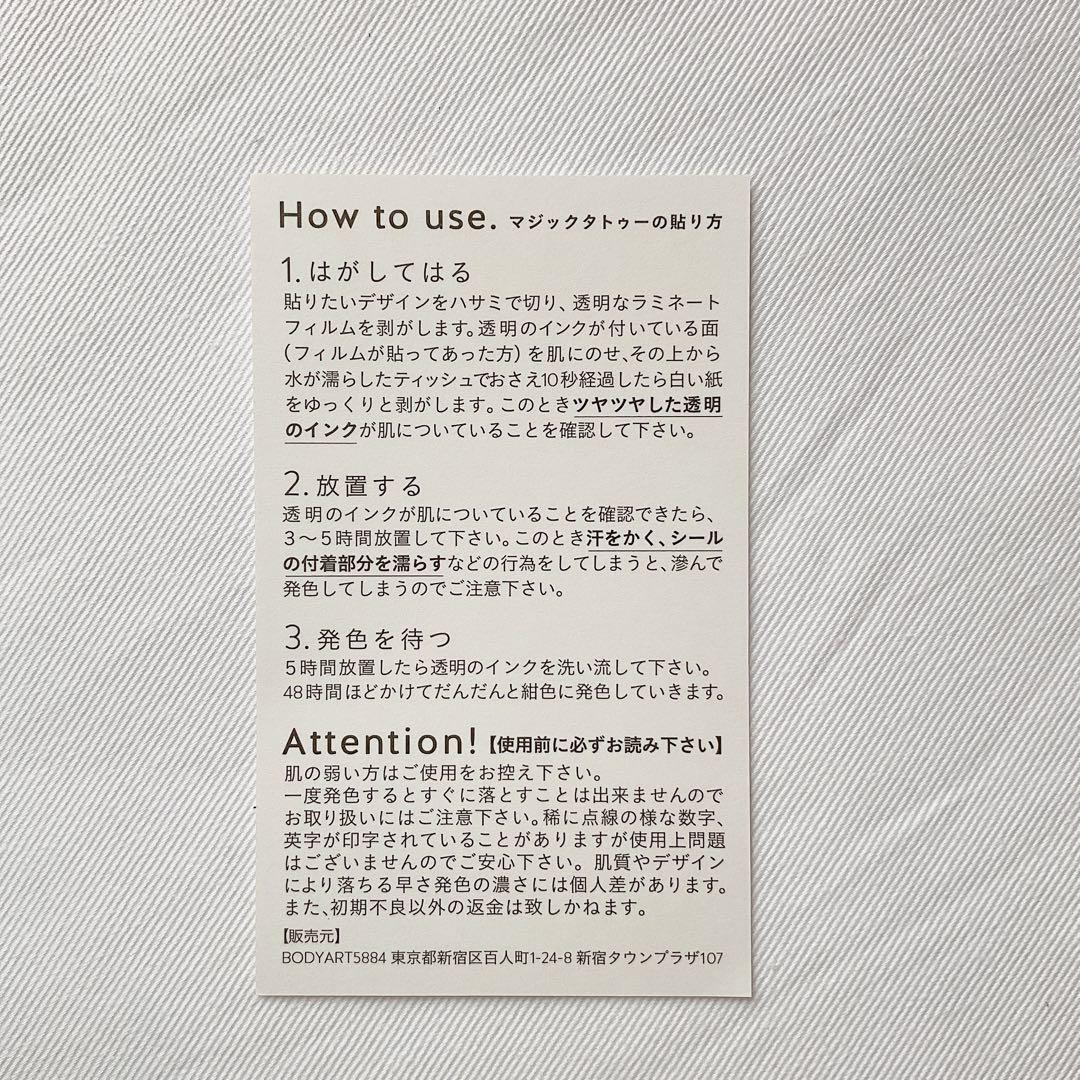 How to use. マジックタトゥーの貼り方
1. はがしてはる
貼りたいデザインをハサミで切り、透明なラミネート
フィルムを剥がします。透明のインクが付いている面
(フィルムが貼ってあった方)を肌にのせ、その上から
水が濡らしたティッシュでおさえ10秒経過したら白い紙
をゆっくりと剥がします。このときツヤツヤした透明
のインクが肌についていることを確認して下さい。
2. 放置する
透明のインクが肌についていることを確認できたら、
3〜5時間放置して下さい。このとき汗をかく、シール
の付着部分を濡らすなどの行為をしてしまうと、滲んで
発色してしまうのでご注意下さい。
3. 発色を待つ
5時間放置したら透明のインクを洗い流して下さい。
48時間ほどかけてだんだんと紺色に発色していきます。
Attention!【使用前に必ずお読み下さい】
肌の弱い方はご使用をお控え下さい。
一度発色するとすぐに落とすことは出来ませんので
お取り扱いにはご注意下さい。稀に点線の様な数字、
英字が印字されていることがありますが使用上問題
はございませんのでご安心下さい。肌質やデザイン
により落ちる早さ発色の濃さには個人差があります。
また、初期不良以外の返金は致しかねます。
【販売元】
BODYART5884 東京都新宿区百人町1-24-8 新宿タウンプラザ107